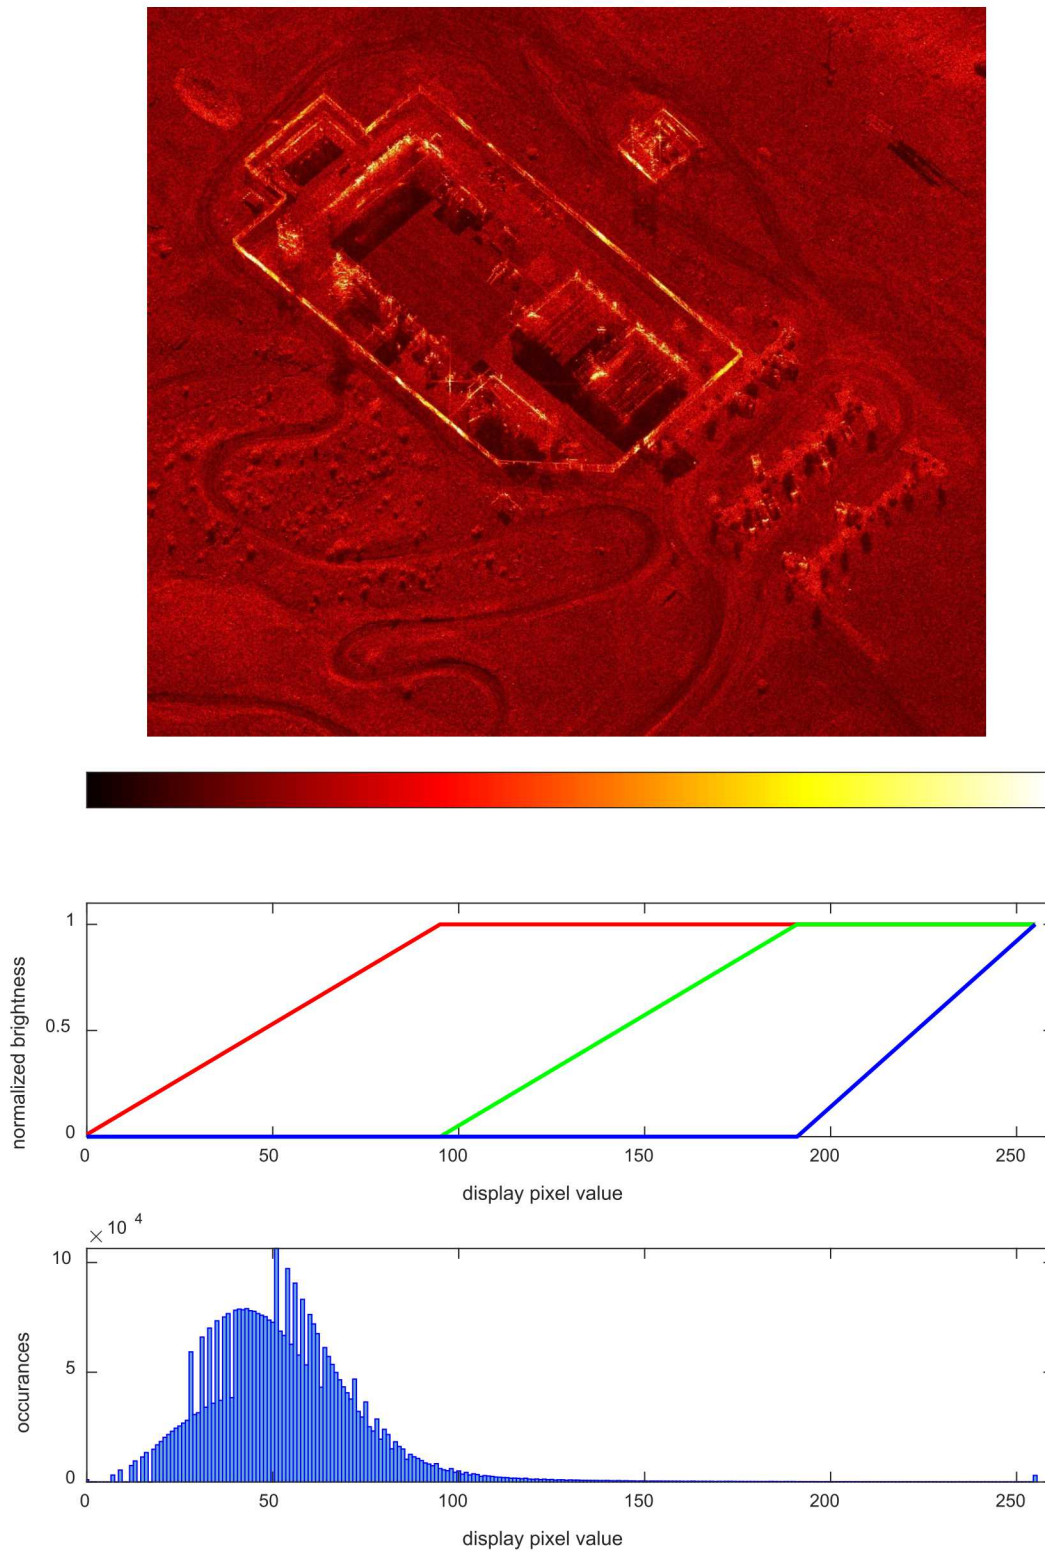 1
0.5
0
normalized brightness
0 50 100 150 200 250
display pixel value
× 10 4
10
5
0
occurances
0 50 100 150 200 250
display pixel value